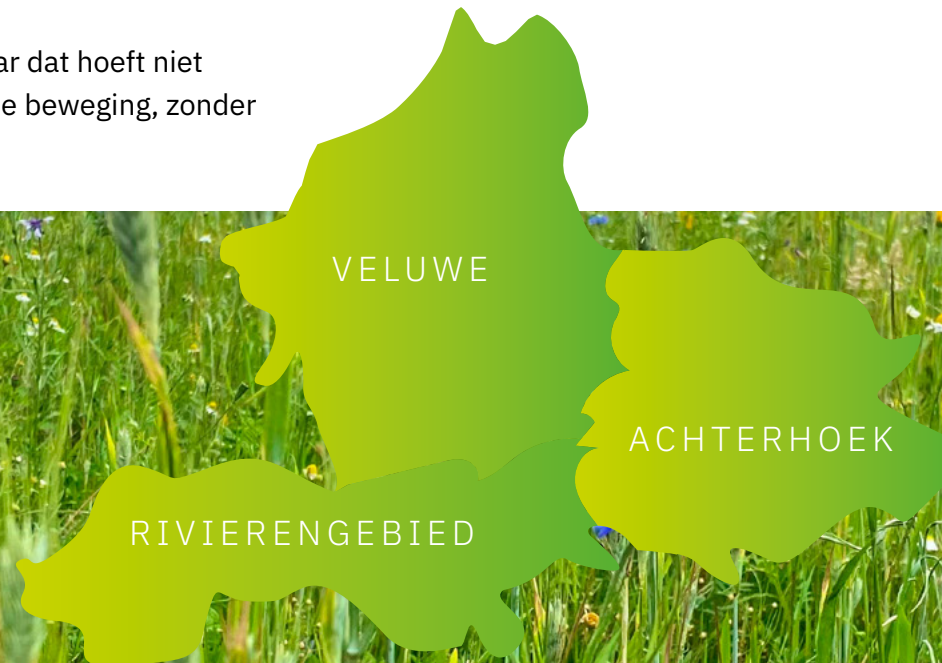 ar dat hoeft niet
e beweging, zonder
VELUWE
ACHTERHOEK
RIVIERENGEBIED